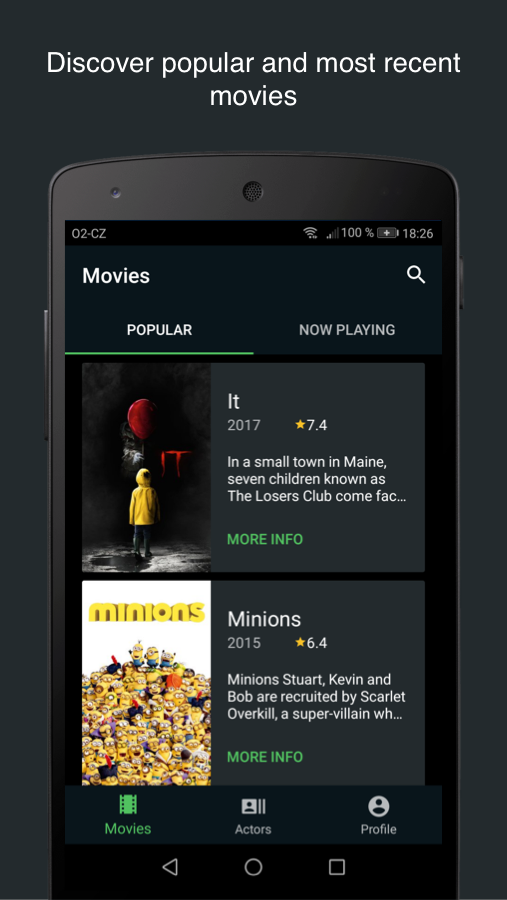 Discover popular and most recent
movies
O2-CZ
100 %
18:26
Movies
POPULAR
NOW PLAYING
IT
It
2017
7.4
In a small town in Maine,
seven children known as
The Losers Club come fac...
MORE INFO
minions
Minions
2015
6.4
Minions Stuart, Kevin and
Bob are recruited by Scarlet
Overkill, a super-villain wh...
MORE INFO
Movies
Actors
Profile